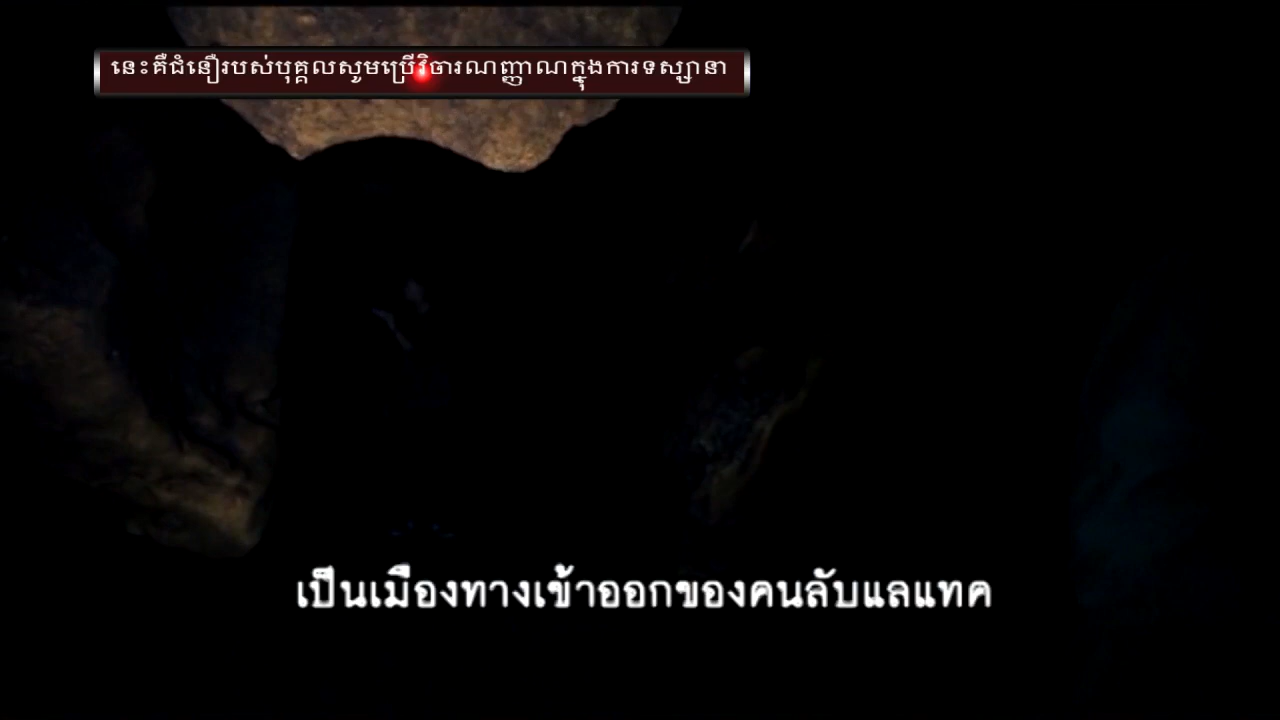 នេះគឺជំនឿរបស់បុគ្គលសូមប្រើវិចារណញ្ញាណក្នុងការទស្សនា
เป็นเมืองทางเข้าออกของคนลับแลแทค